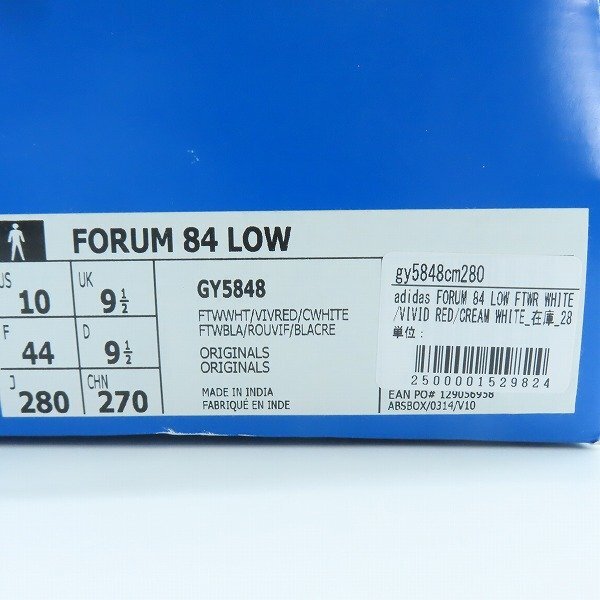 FORUM 84 LOW
US
10
UK
9 1/2
F
44
D
9 1/2
J
280
CHN
270
GY5848
FTWWHT/VIVRED/CWHITE
FTWBLA/ROUVIF/BLACRE
ORIGINALS
ORIGINALS
MADE IN INDIA
FABRIQUÉ EN INDE
gy5848cm280
adidas FORUM 84 LOW FTWR WHITE
/VIVID RED/CREAM WHITE_在庫_28
単位:
2500001529824
EAN PO# 129056958
ABSBOX/0314/V10